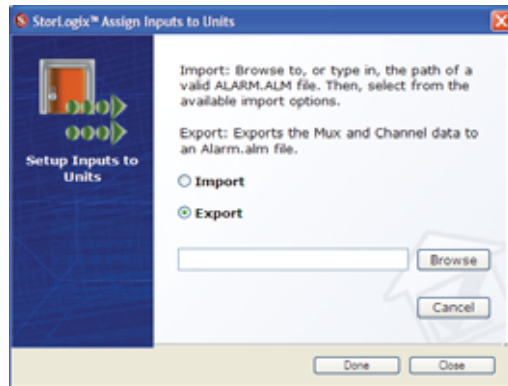 StorLogix™ Assign Inputs to Units
Setup Inputs to
Units
Import: Browse to, or type in, the path of a
valid ALARM.ALM file. Then, select from the
available import options.
Export: Exports the Mux and Channel data to
an Alarm.alm file.
Import
Export
Browse
Cancel
Done
Close